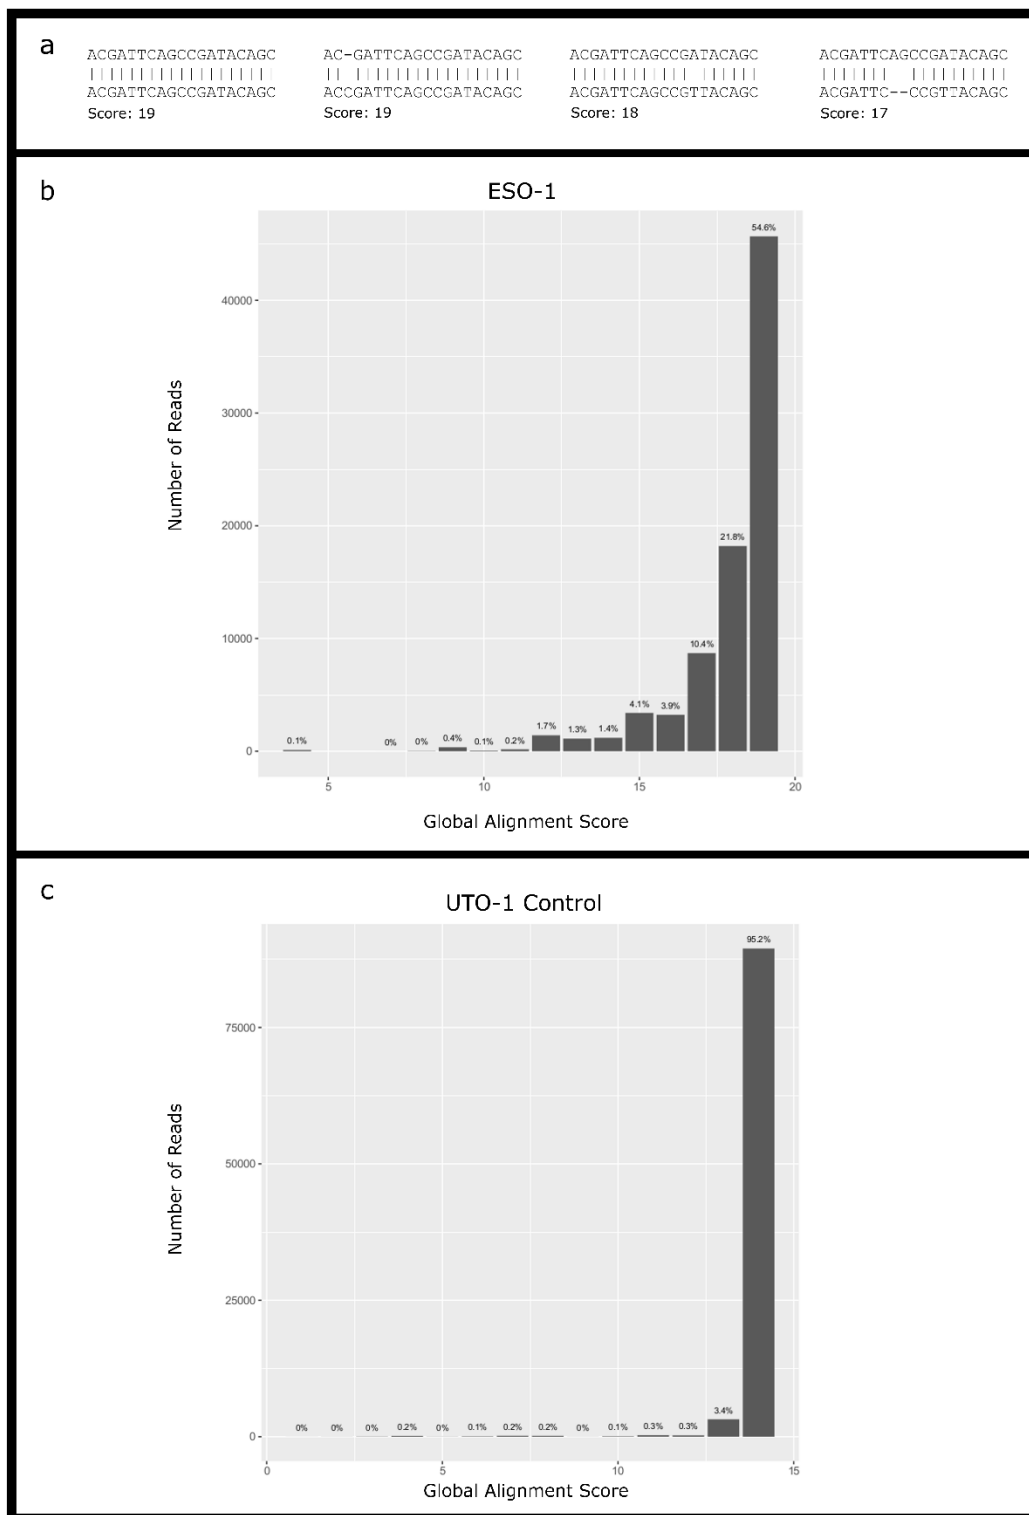 a
ACGATTCAGCCGATACAGC AC-GATTCAGCCGATACAGC ACGATTCAGCCGATACAGC ACGATTCAGCCGATACAGC
ACGATTCAGCCGATACAGC ACCGATTCAGCCGATACAGC ACGATTCAGCCGTTACAGC ACGATTC--CCGTTACAGC
Score: 19 Score: 19 Score: 18 Score: 17
b
ESO-1
54.6%
40000
30000
Number of Reads
20000
21.8%
10000
10.4%
4.1% 3.9%
1.7% 1.3% 1.4%
0.1% 0% 0% 0.4% 0.1% 0.2%
0
5 10 15 20
Global Alignment Score
c
UTO-1 Control
95.2%
75000
Number of Reads
50000
25000
3.4%
0% 0% 0% 0.2% 0% 0.1% 0.2% 0.2% 0% 0.1% 0.3% 0.3%
0
0 5 10 15
Global Alignment Score